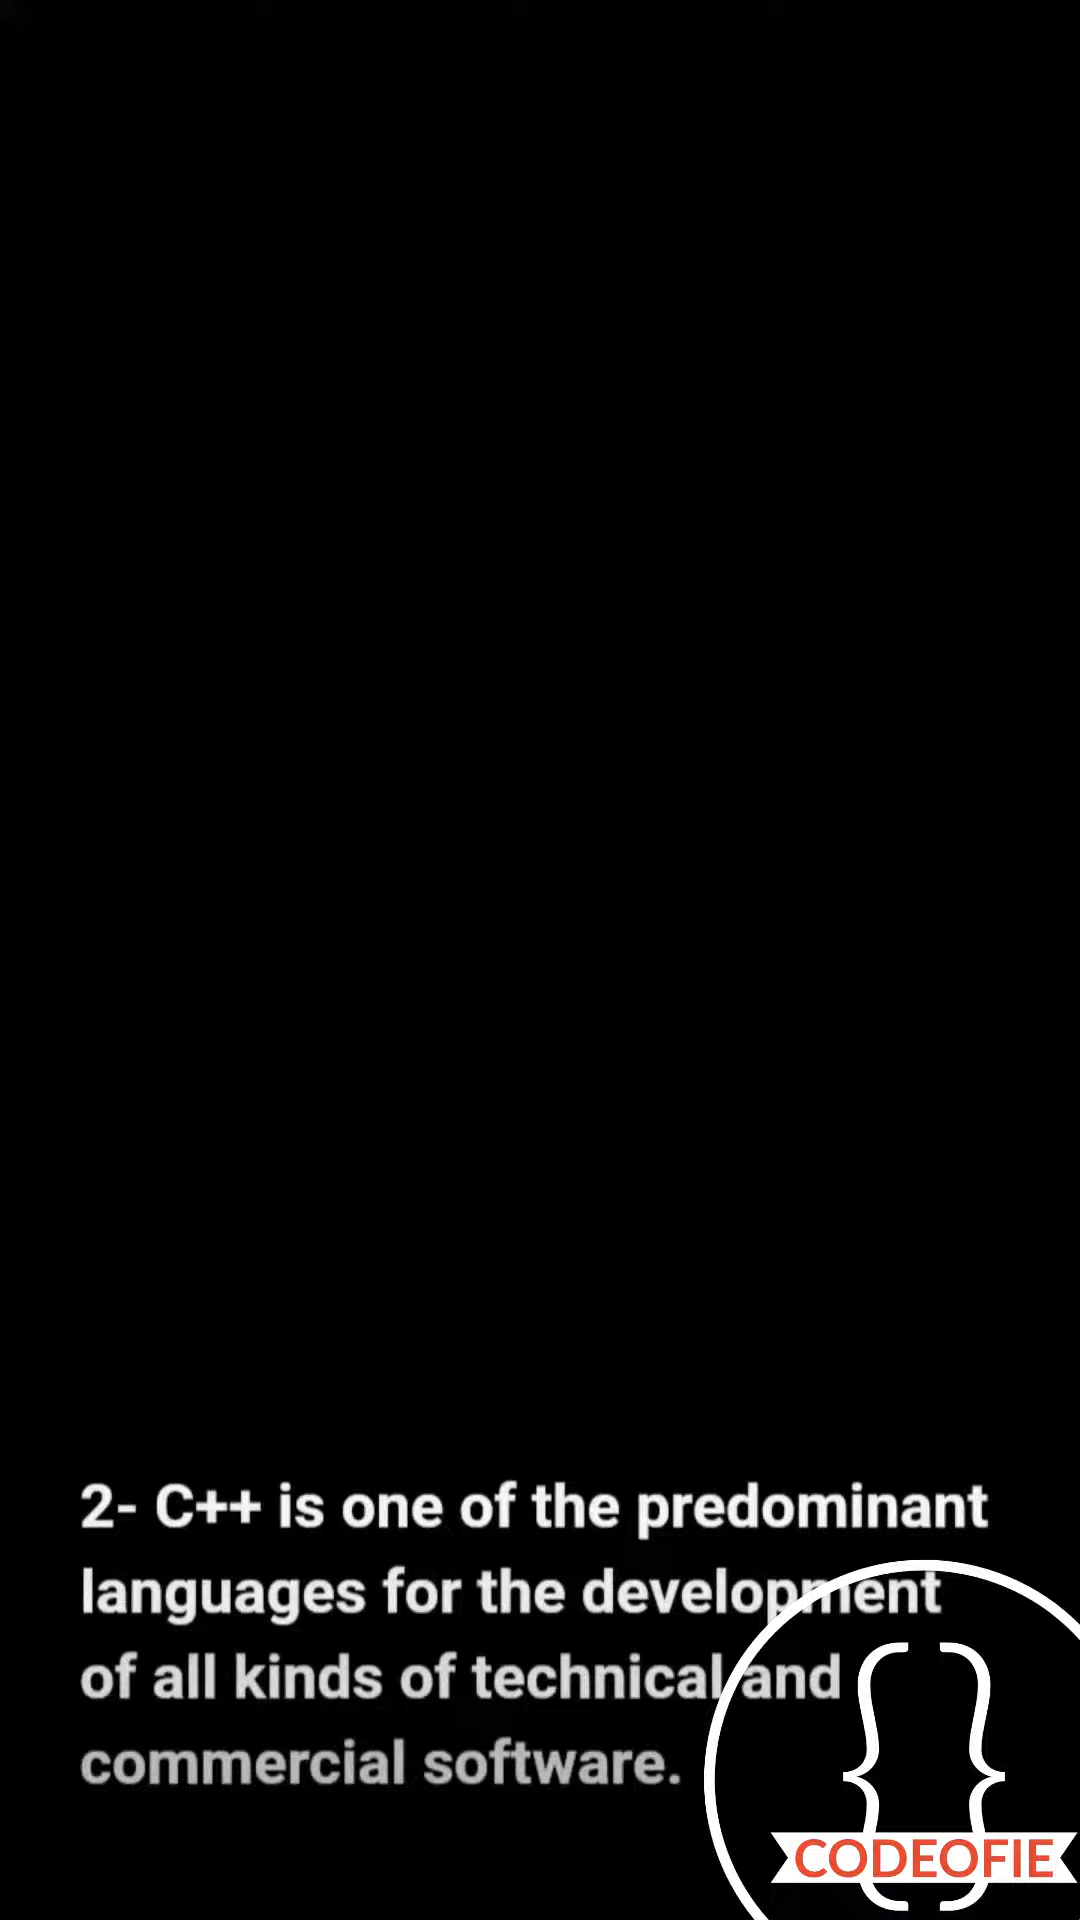 2- C++ is one of the predominant
languages for the development
of all kinds of technical and
commercial software.
CODEOFIE